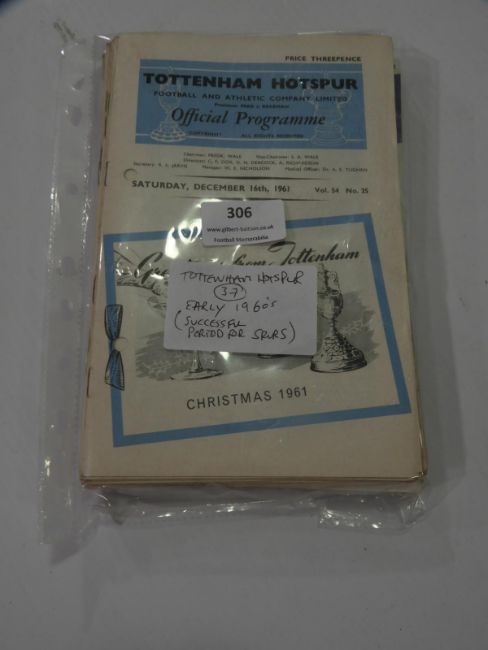 PRICE THREEPENCE
TOTTENHAM HOTSPUR
FOOTBALL AND ATHLETIC COMPANY LIMITED
Official Programme
COPYRIGHT ALL RIGHTS RESERVED
SATURDAY, DECEMBER 16th, 1961 Vol. 54 No. 25
306
www.gilbert-baitson.co.uk
Football Memorabilia
from Tottenham
TOTTENHAM HOTSPUR
37
EARLY 1960's
(SUCCESSFUL
PERIOD FOR SPURS)
CHRISTMAS 1961